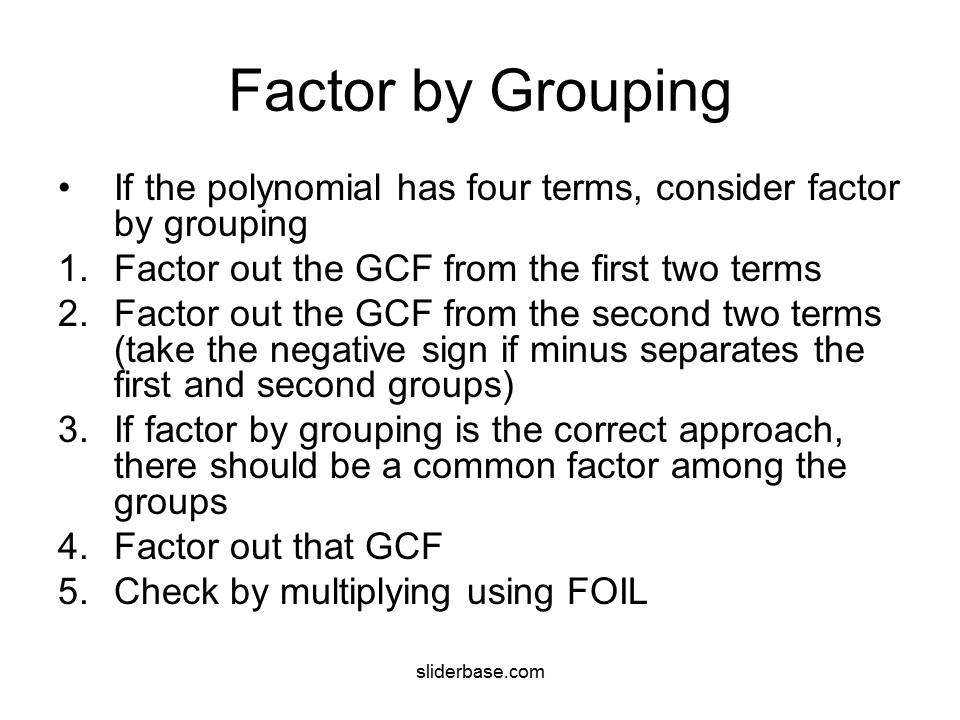 Factor by Grouping
• If the polynomial has four terms, consider factor
by grouping
1. Factor out the GCF from the first two terms
2. Factor out the GCF from the second two terms
(take the negative sign if minus separates the
first and second groups)
3. If factor by grouping is the correct approach,
there should be a common factor among the
groups
4. Factor out that GCF
5. Check by multiplying using FOIL
sliderbase.com